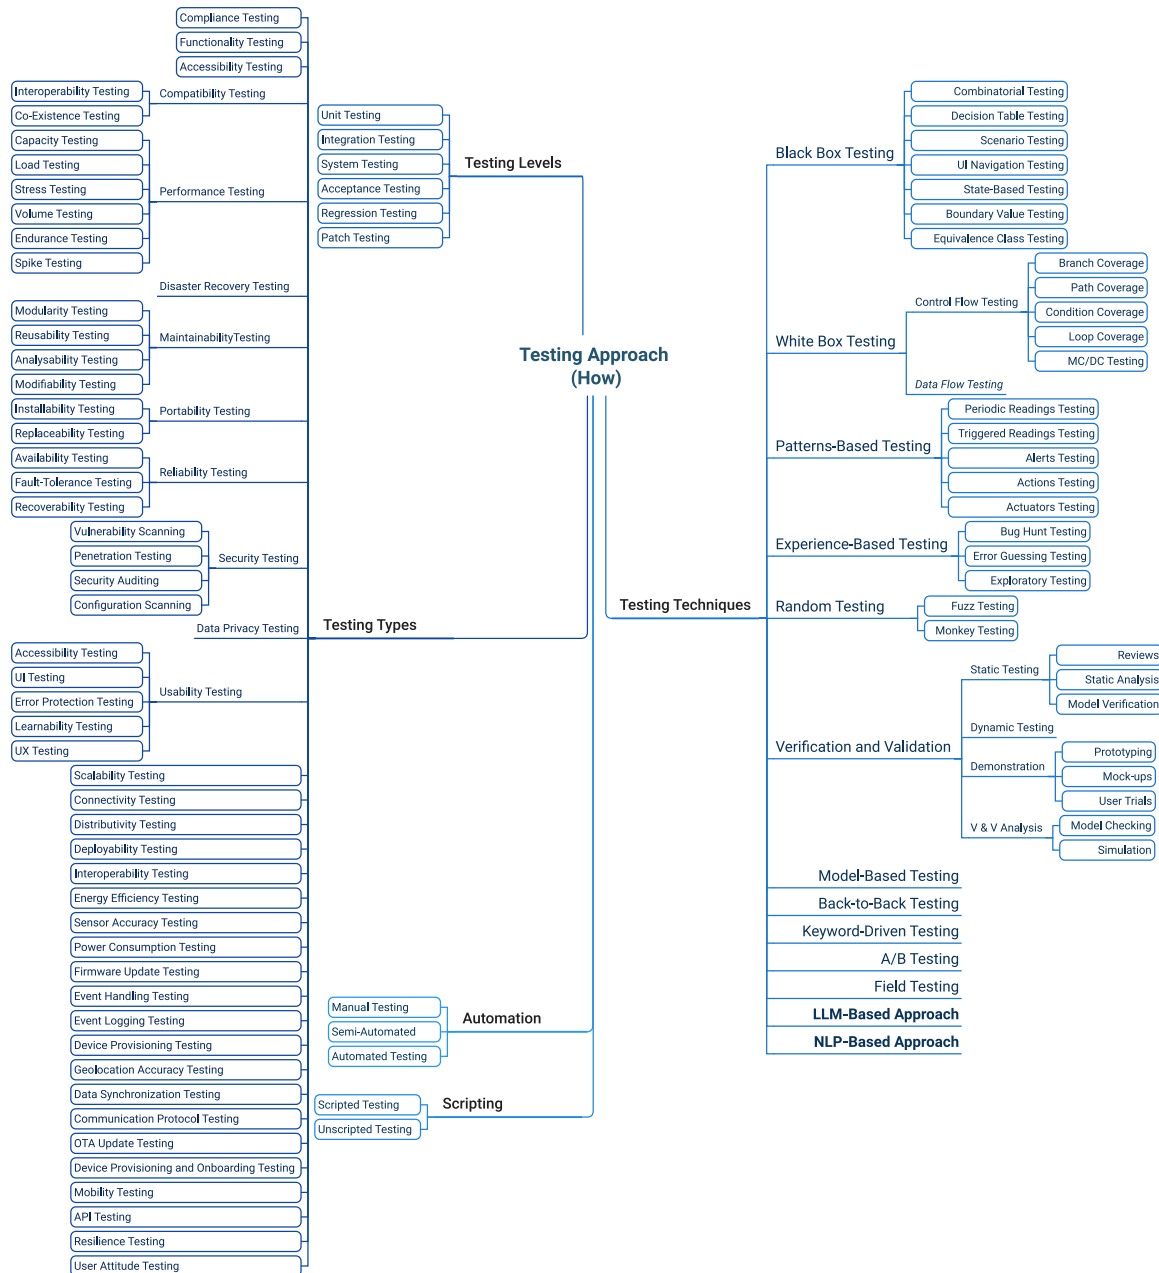 Compliance Testing
Functionality Testing
Accessibility Testing
Interoperability Testing
Co-Existence Testing
Compatibility Testing
Capacity Testing
Load Testing
Stress Testing
Volume Testing
Endurance Testing
Spike Testing
Performance Testing
Disaster Recovery Testing
Modularity Testing
Reusability Testing
Analysability Testing
Modifiability Testing
MaintainabilityTesting
Installability Testing
Replaceability Testing
Portability Testing
Availability Testing
Fault-Tolerance Testing
Recoverability Testing
Reliability Testing
Vulnerability Scanning
Penetration Testing
Security Auditing
Configuration Scanning
Security Testing
Data Privacy Testing
Accessibility Testing
UI Testing
Error Protection Testing
Learnability Testing
UX Testing
Usability Testing
Scalability Testing
Connectivity Testing
Distributivity Testing
Deployability Testing
Interoperability Testing
Energy Efficiency Testing
Sensor Accuracy Testing
Power Consumption Testing
Firmware Update Testing
Event Handling Testing
Event Logging Testing
Device Provisioning Testing
Geolocation Accuracy Testing
Data Synchronization Testing
Communication Protocol Testing
OTA Update Testing
Device Provisioning and Onboarding Testing
Mobility Testing
API Testing
Resilience Testing
User Attitude Testing
Testing Types
Unit Testing
Integration Testing
System Testing
Acceptance Testing
Regression Testing
Patch Testing
Testing Levels
Testing Approach
(How)
Manual Testing
Semi-Automated
Automated Testing
Automation
Scripted Testing
Unscripted Testing
Scripting
Testing Techniques
Black Box Testing
Combinatorial Testing
Decision Table Testing
Scenario Testing
UI Navigation Testing
State-Based Testing
Boundary Value Testing
Equivalence Class Testing
White Box Testing
Control Flow Testing
Branch Coverage
Path Coverage
Condition Coverage
Loop Coverage
MC/DC Testing
Data Flow Testing
Patterns-Based Testing
Periodic Readings Testing
Triggered Readings Testing
Alerts Testing
Actions Testing
Actuators Testing
Experience-Based Testing
Bug Hunt Testing
Error Guessing Testing
Exploratory Testing
Random Testing
Fuzz Testing
Monkey Testing
Verification and Validation
Static Testing
Reviews
Static Analysis
Model Verification
Dynamic Testing
Demonstration
Prototyping
Mock-ups
User Trials
V & V Analysis
Model Checking
Simulation
Model-Based Testing
Back-to-Back Testing
Keyword-Driven Testing
A/B Testing
Field Testing
LLM-Based Approach
NLP-Based Approach